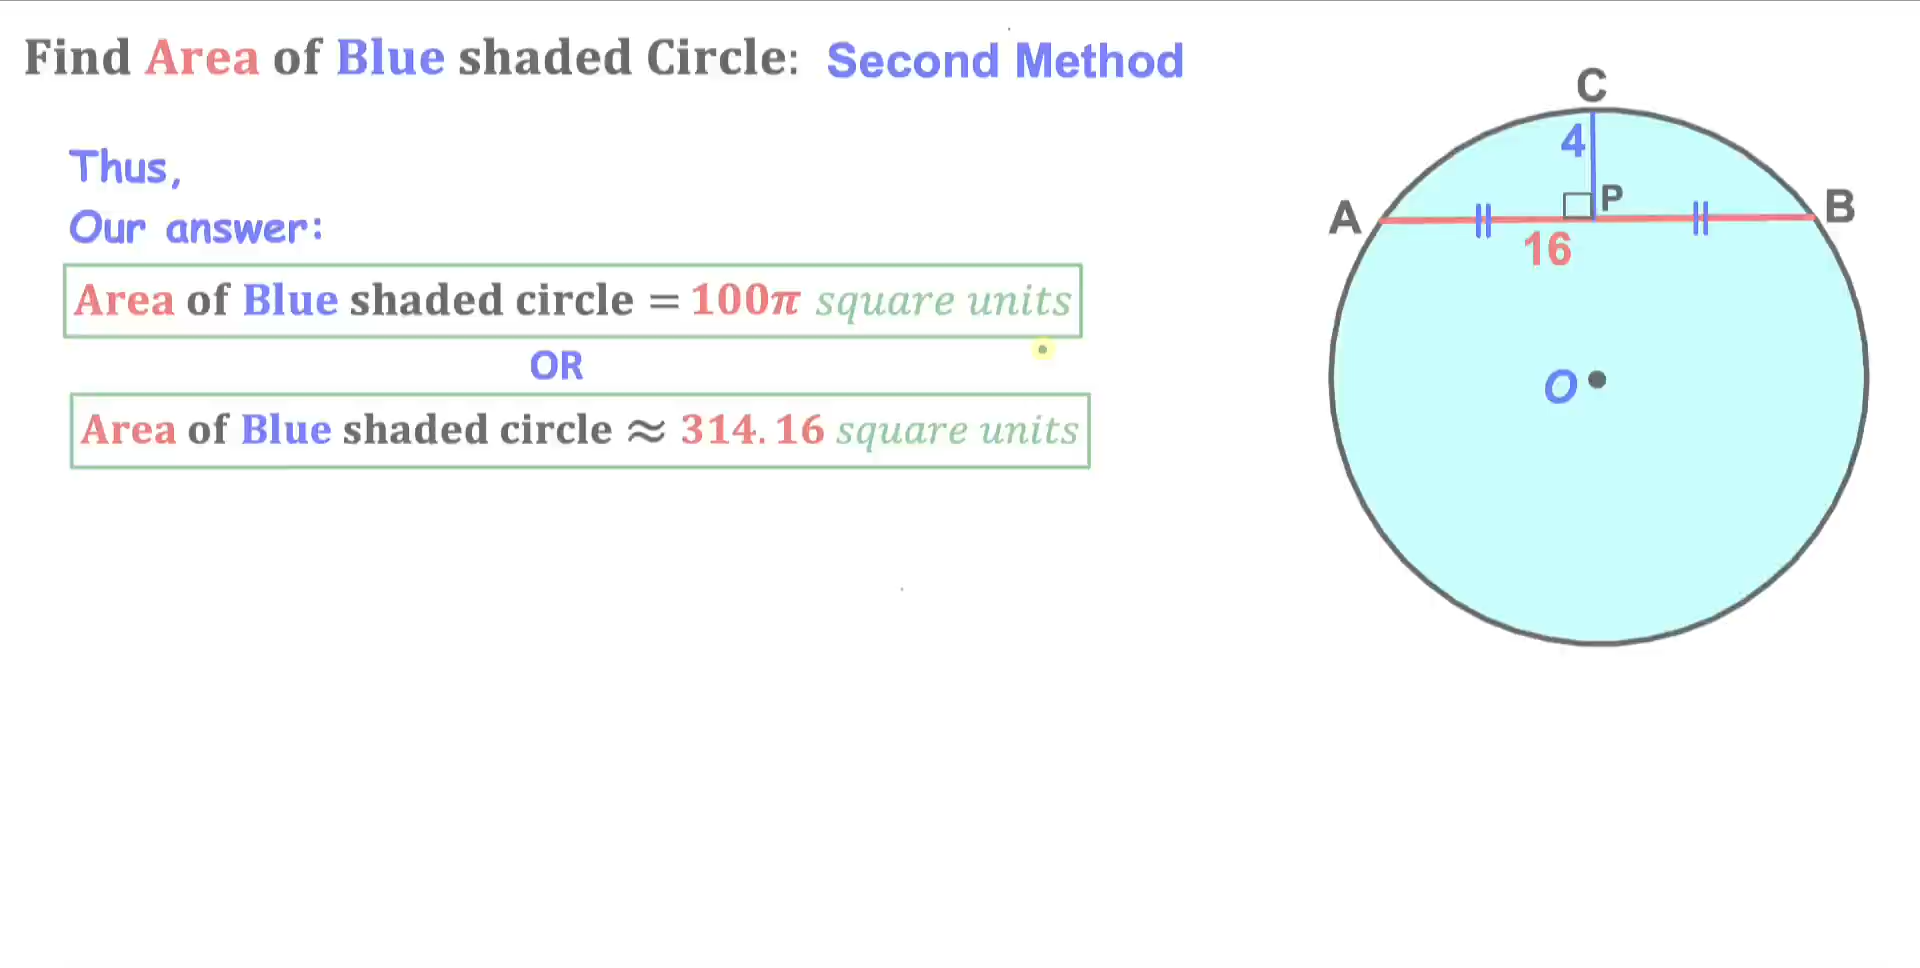 Find Area of Blue shaded Circle: Second Method
Thus,
Our answer:
Area of Blue shaded circle = 100π square units
OR
Area of Blue shaded circle ≈ 314.16 square units
C
4
P
A
B
16
O